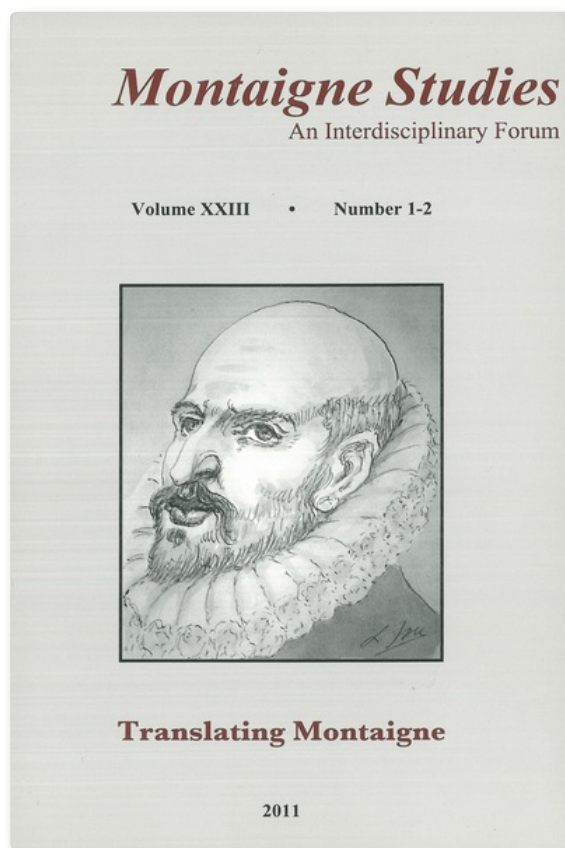 Montaigne Studies
An Interdisciplinary Forum
Volume XXIII • Number 1-2
Translating Montaigne
2011